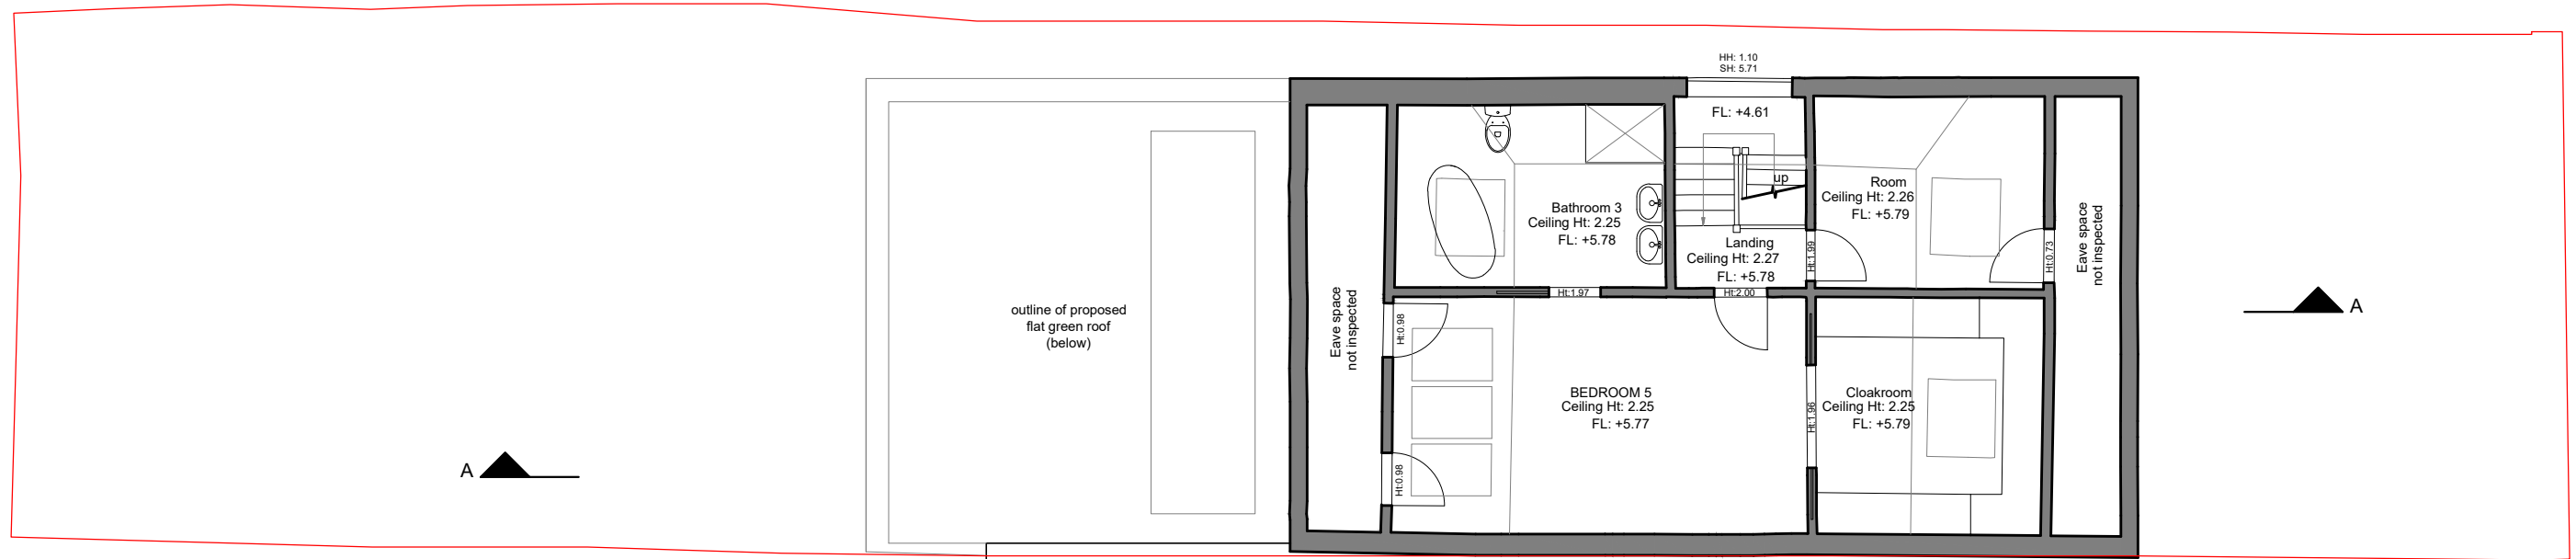 HH: 1.10
SH: 5.71
FL: +4.61
up
Bathroom 3
Ceiling Ht: 2.25
FL: +5.78
Landing
Ceiling Ht: 2.27
FL: +5.78
Room
Ceiling Ht: 2.26
FL: +5.79
Ht:1.99
Ht:0.73
Eave space
not inspected
Ht:1.97
Ht:2.00
outline of proposed
flat green roof
(below)
Eave space
not inspected
Ht:0.98
Ht:0.98
BEDROOM 5
Ceiling Ht: 2.25
FL: +5.77
Ht:1.96
Cloakroom
Ceiling Ht: 2.25
FL: +5.79
A
A